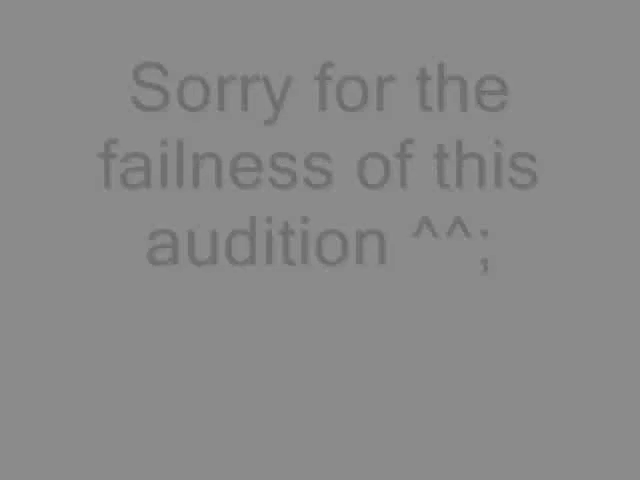 Sorry for the
failness of this
audition ^^;